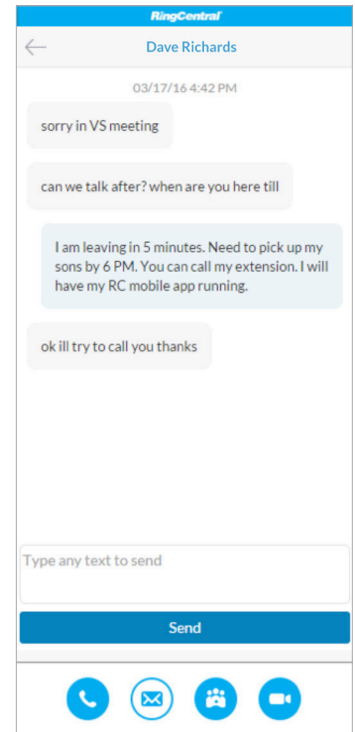 RingCentral
Dave Richards
03/17/16 4:42 PM
sorry in VS meeting
can we talk after? when are you here till
I am leaving in 5 minutes. Need to pick up my
sons by 6 PM. You can call my extension. I will
have my RC mobile app running.
ok ill try to call you thanks
Type any text to send
Send